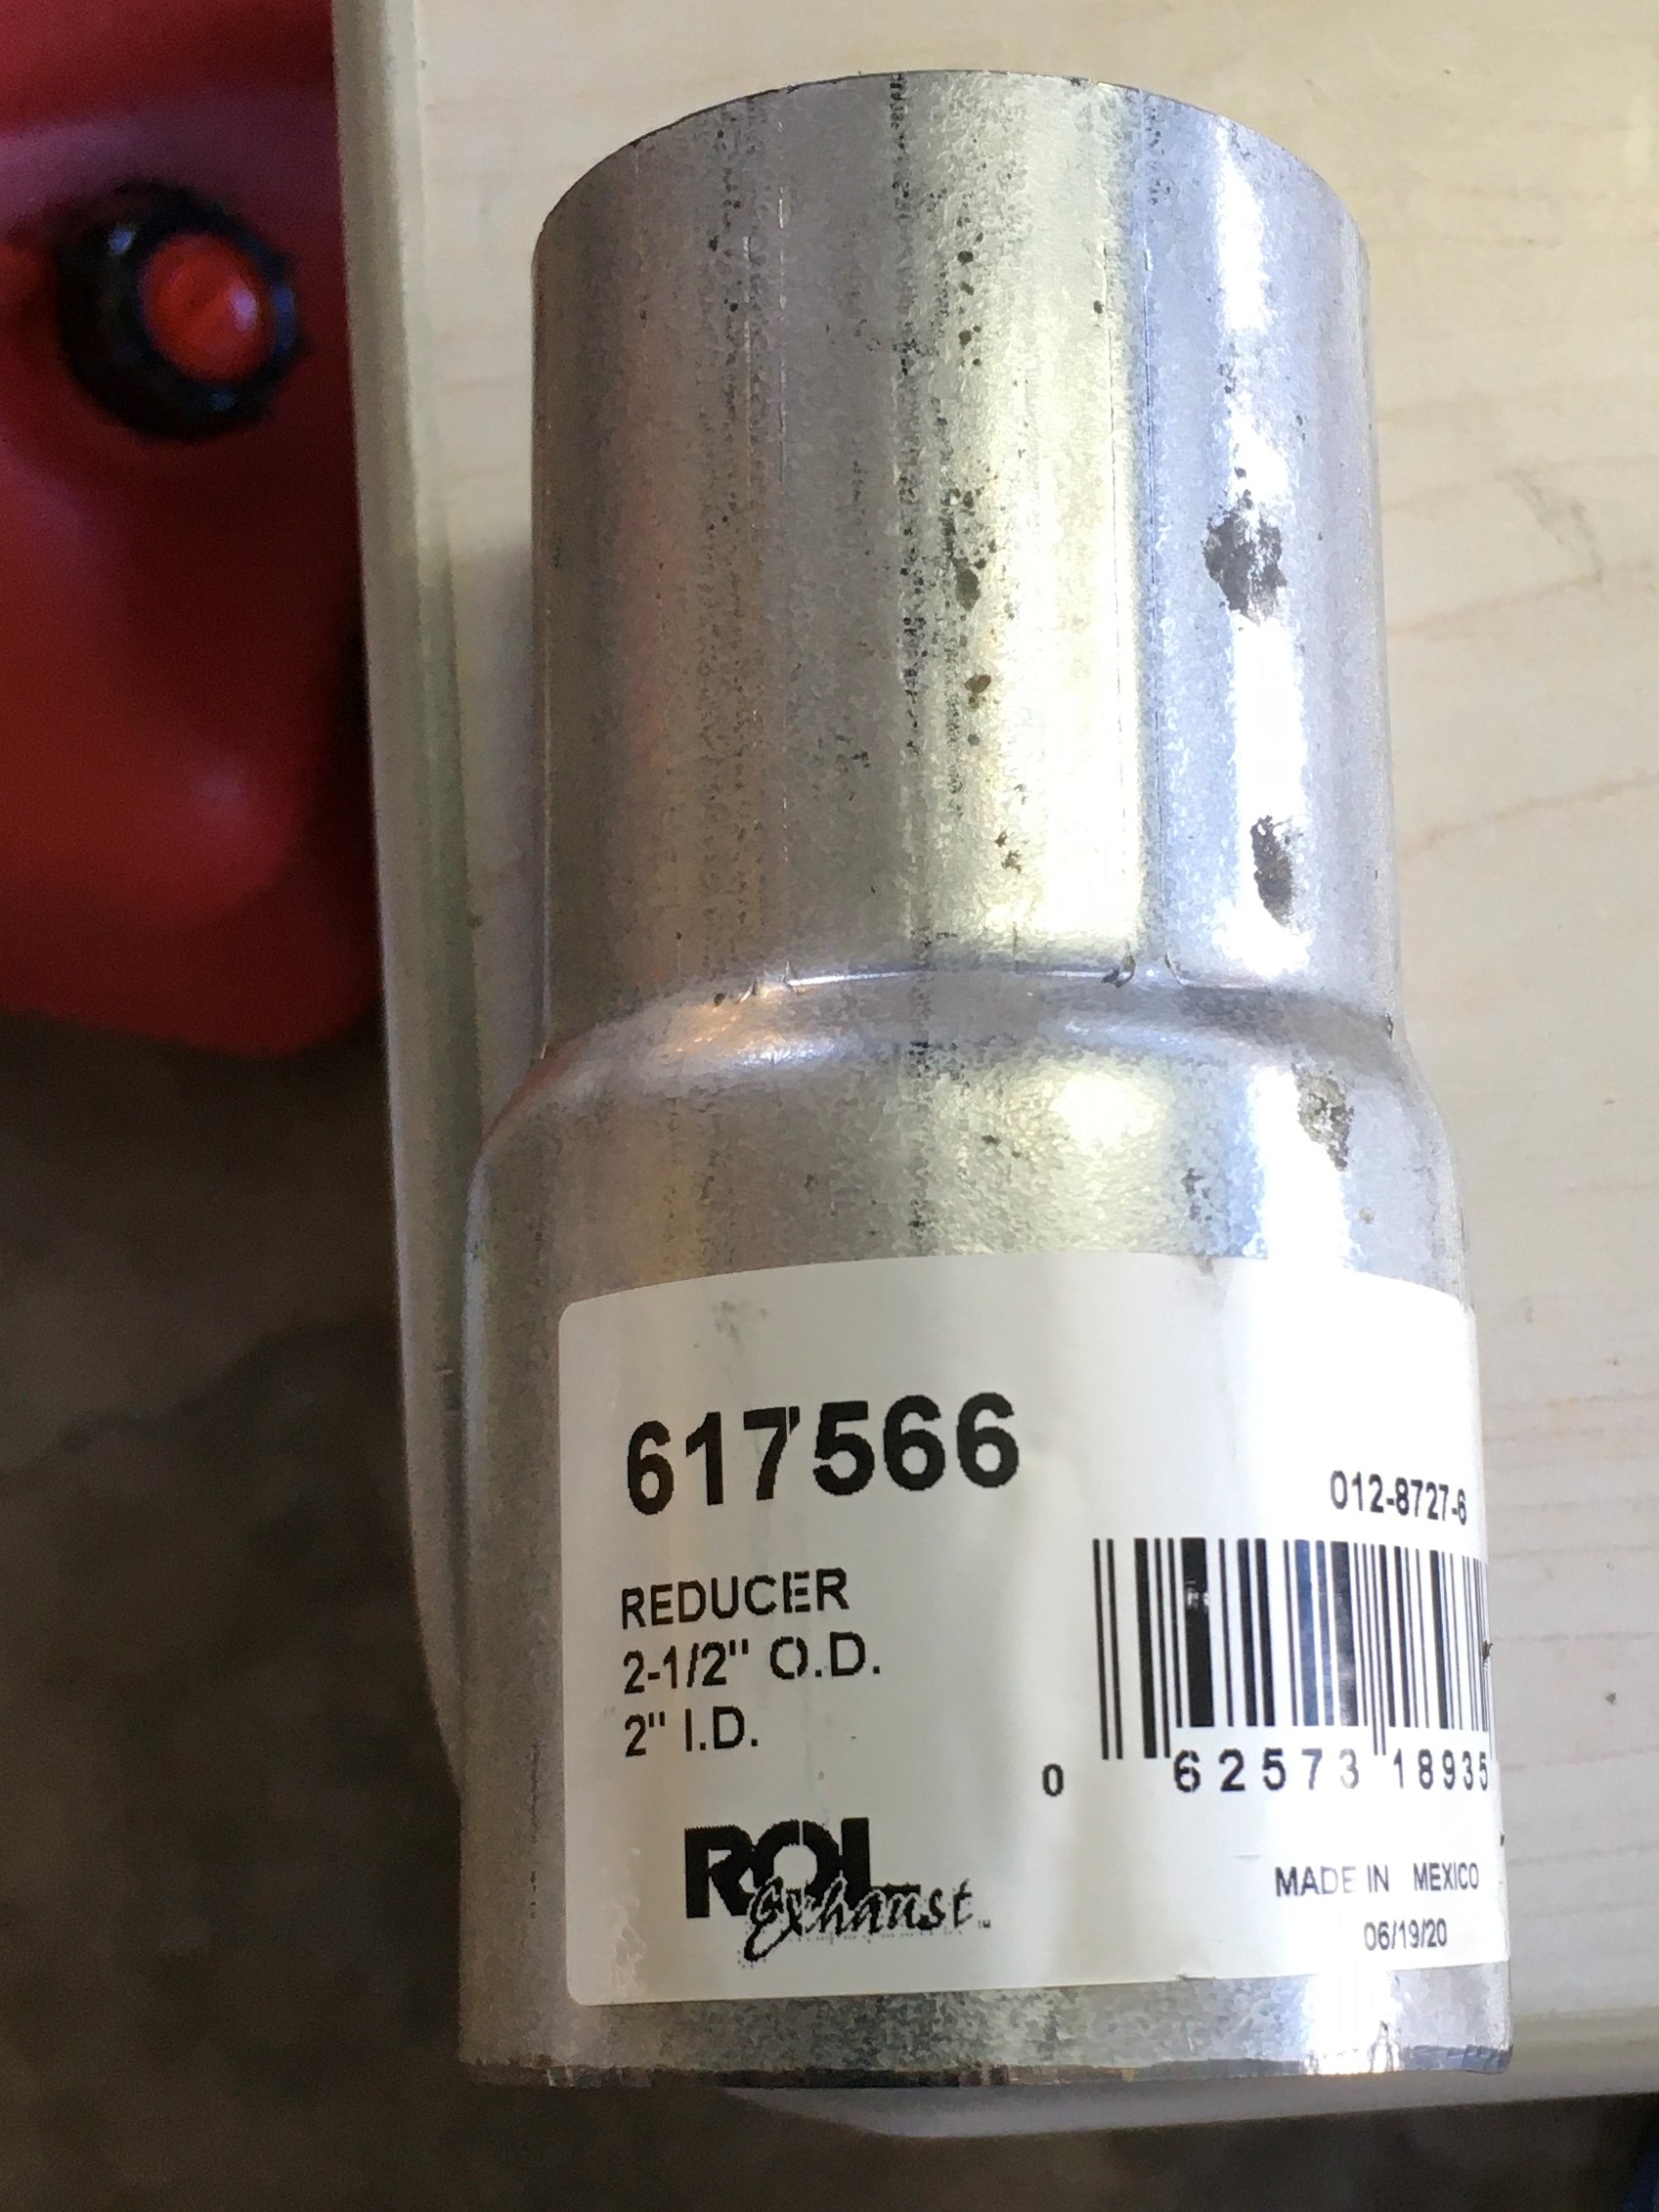 617566
012-8727-6
REDUCER
2-1/2" O.D.
2" I.D.
0 62573 18935
ROL
Exhaust™
MADE IN MEXICO
06/19/20